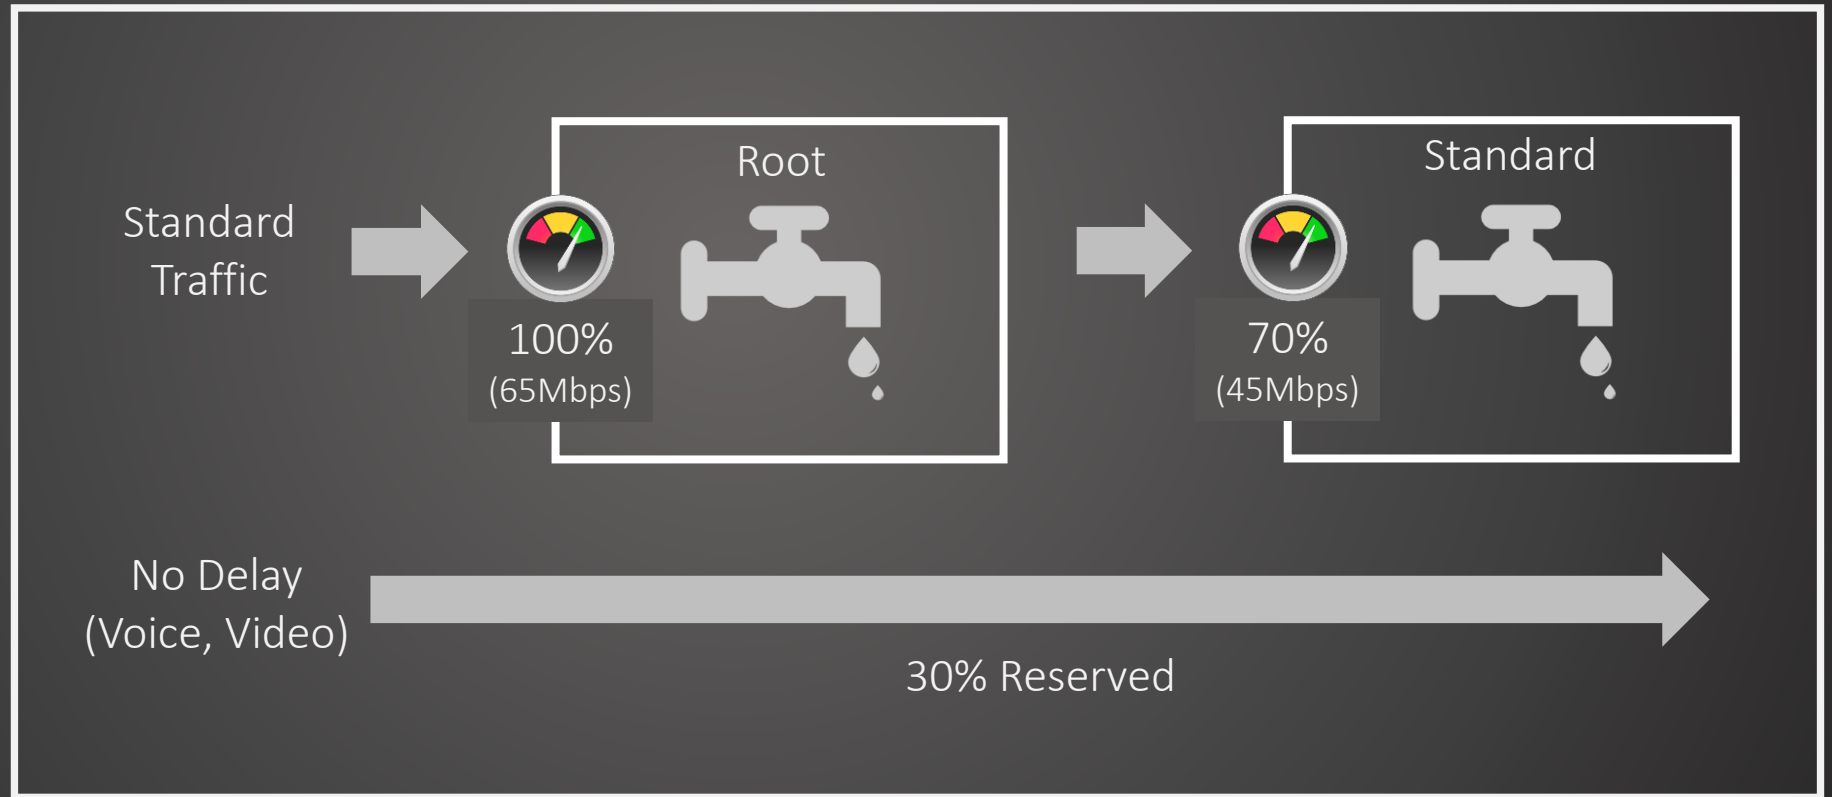 Root
Standard
Standard
Traffic
100%
(65Mbps)
70%
(45Mbps)
No Delay
(Voice, Video)
30% Reserved